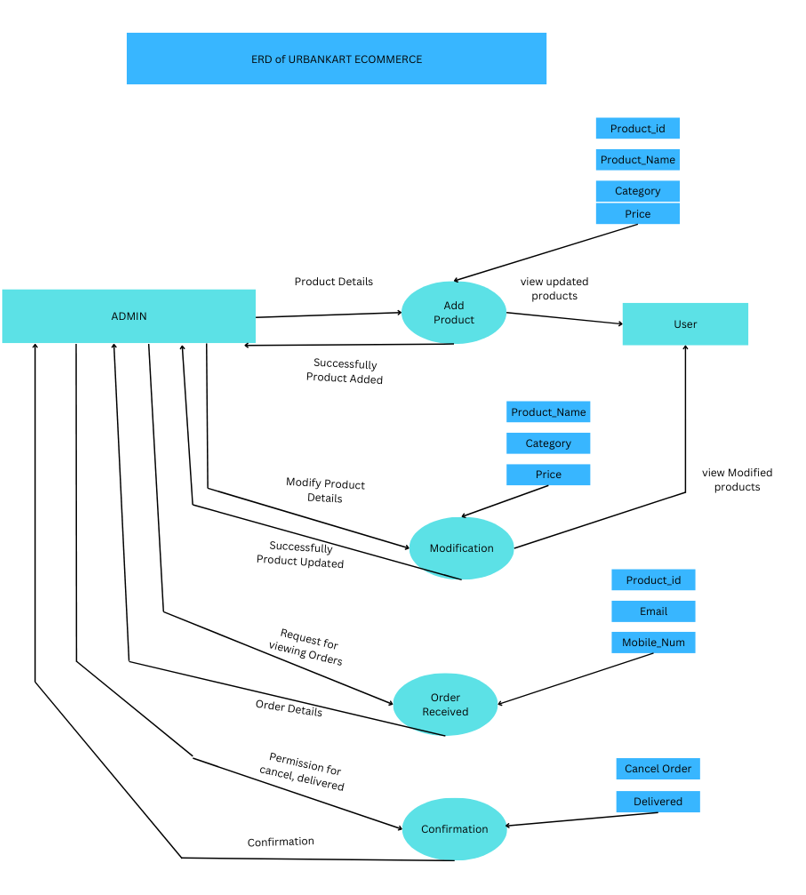 ERD of URBANKART ECOMMERCE
Product_id
Product_Name
Category
Price
Product Details
view updated
products
Add
Product
ADMIN
User
Successfully
Product Added
Product_Name
Category
Price
view Modified
products
Modify Product
Details
Modification
Successfully
Product Updated
Product_id
Email
Mobile_Num
Request for
viewing Orders
Order
Received
Order Details
Permission for
cancel, delivered
Cancel Order
Delivered
Confirmation
Confirmation